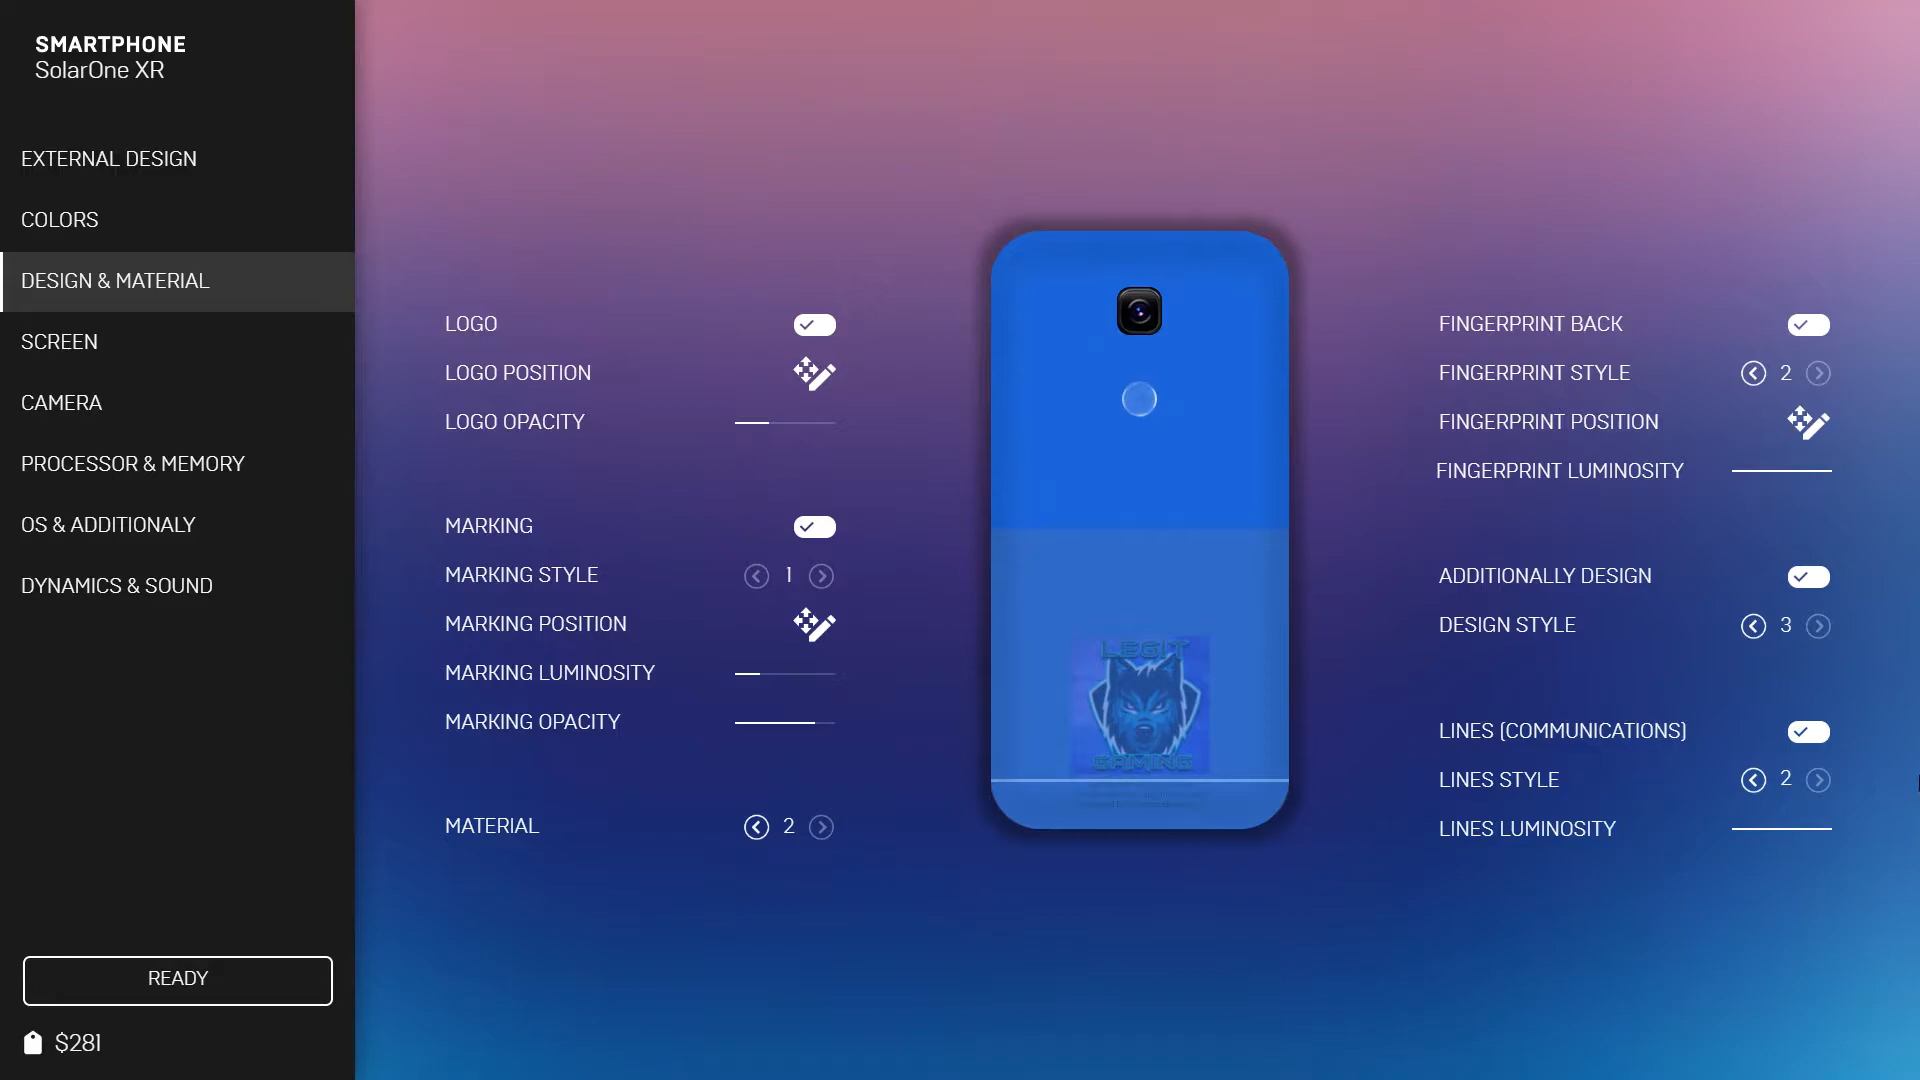 SMARTPHONE
SolarOne XR
EXTERNAL DESIGN
COLORS
DESIGN & MATERIAL
SCREEN
CAMERA
PROCESSOR & MEMORY
OS & ADDITIONALY
DYNAMICS & SOUND
READY
$281
LOGO
LOGO POSITION
LOGO OPACITY
MARKING
MARKING STYLE 1
MARKING POSITION
MARKING LUMINOSITY
MARKING OPACITY
MATERIAL 2
LEGIT
GAMING
FINGERPRINT BACK
FINGERPRINT STYLE 2
FINGERPRINT POSITION
FINGERPRINT LUMINOSITY
ADDITIONALLY DESIGN
DESIGN STYLE 3
LINES (COMMUNICATIONS)
LINES STYLE 2
LINES LUMINOSITY